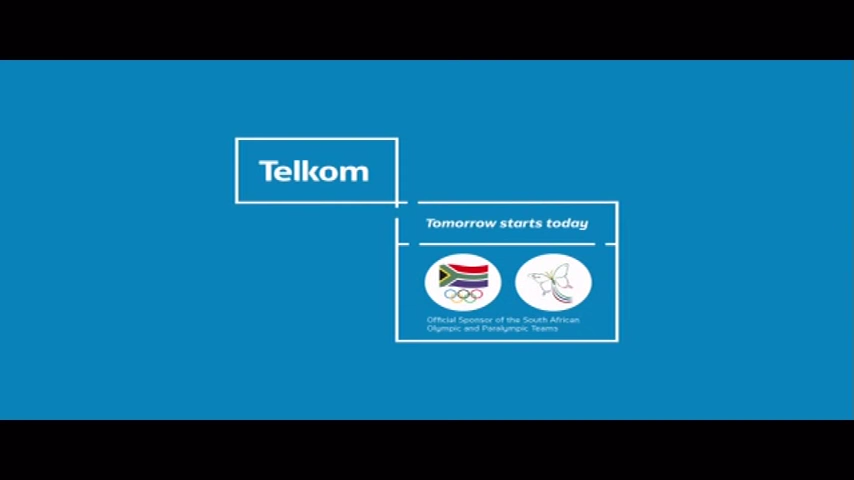 Telkom
Tomorrow starts today
Official Sponsor of the South African
Olympic and Paralympic Teams